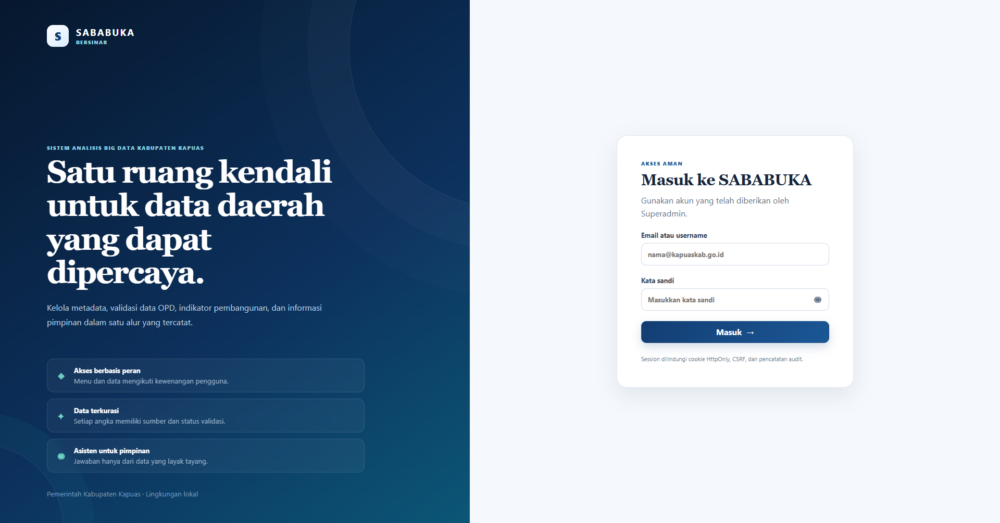 S
SABABUKA
BERSINAR
SISTEM ANALISIS BIG DATA KABUPATEN KAPUAS
Satu ruang kendali
untuk data daerah
yang dapat
dipercaya.
Kelola metadata, validasi data OPD, indikator pembangunan, dan informasi
pimpinan dalam satu alur yang tercatat.
Akses berbasis peran
Menu dan data mengikuti kewenangan pengguna.
Data terkurasi
Setiap angka memiliki sumber dan status validasi.
Asisten untuk pimpinan
Jawaban hanya dari data yang layak tayang.
Pemerintah Kabupaten Kapuas · Lingkungan lokal
AKSES AMAN
Masuk ke SABABUKA
Gunakan akun yang telah diberikan oleh
Superadmin.
Email atau username
nama@kapuaskab.go.id
Kata sandi
Masukkan kata sandi
Masuk →
Session dilindungi cookie HttpOnly, CSRF, dan pencatatan audit.